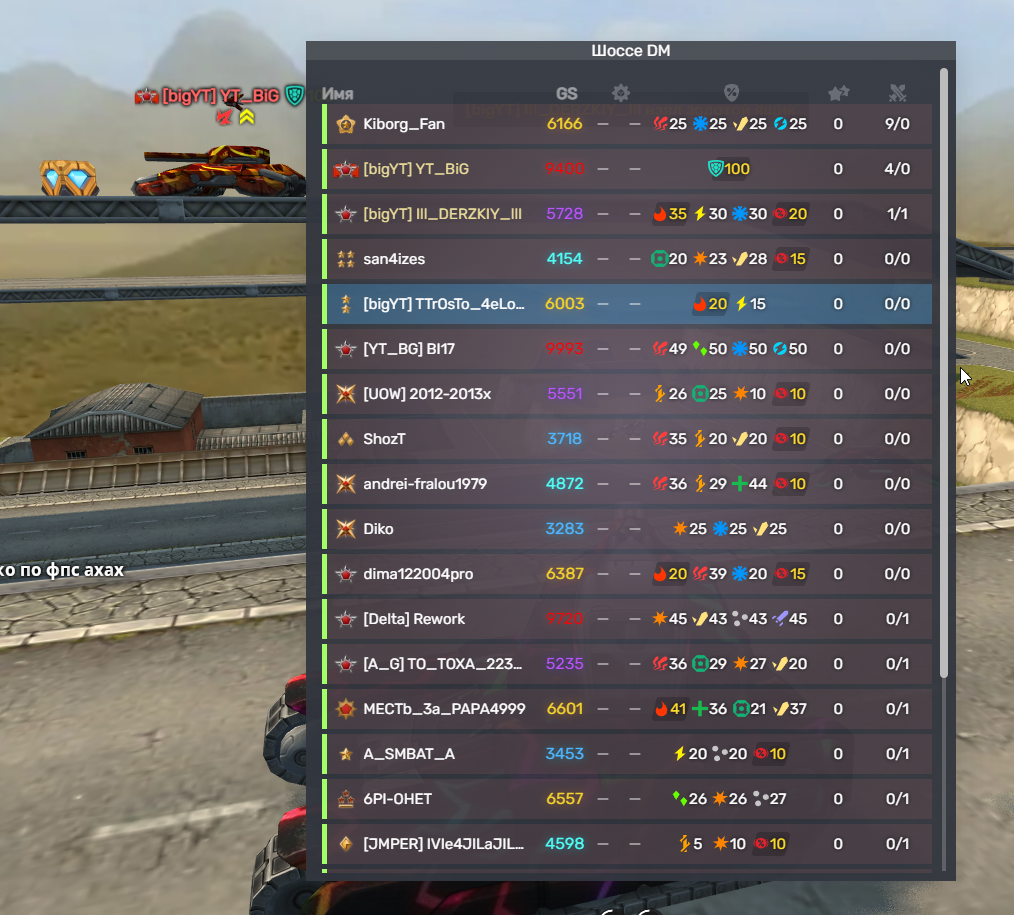 Шоссе DM
[bigYT] YT_BiG
Имя GS
Kiborg_Fan 6166 — — 25 25 25 25 0 9/0
[bigYT] YT_BiG 9400 — — 100 0 4/0
[bigYT] III_DERZKIY_III 5728 — — 35 30 30 20 0 1/1
san4izes 4154 — — 20 23 28 15 0 0/0
[bigYT] TTrOsTo_4eLo... 6003 — — 20 15 0 0/0
[YT_BG] BI17 9993 — — 49 50 50 50 0 0/0
[UOW] 2012-2013x 5551 — — 26 25 10 10 0 0/0
ShozT 3718 — — 35 20 20 10 0 0/0
andrei-fralou1979 4872 — — 36 29 44 10 0 0/0
Diko 3283 — — 25 25 25 0 0/0
ко по фпс ахах
dima122004pro 6387 — — 20 39 20 15 0 0/0
[Delta] Rework 9720 — — 45 43 43 45 0 0/1
[A_G] TO_TOXA_223... 5235 — — 36 29 27 20 0 0/1
MECTb_3a_PAPA4999 6601 — — 41 36 21 37 0 0/1
A_SMBAT_A 3453 — — 20 20 10 0 0/1
6PI-OHET 6557 — — 26 26 27 0 0/1
[JMPER] IVIe4JILaJIL... 4598 — — 5 10 10 0 0/1